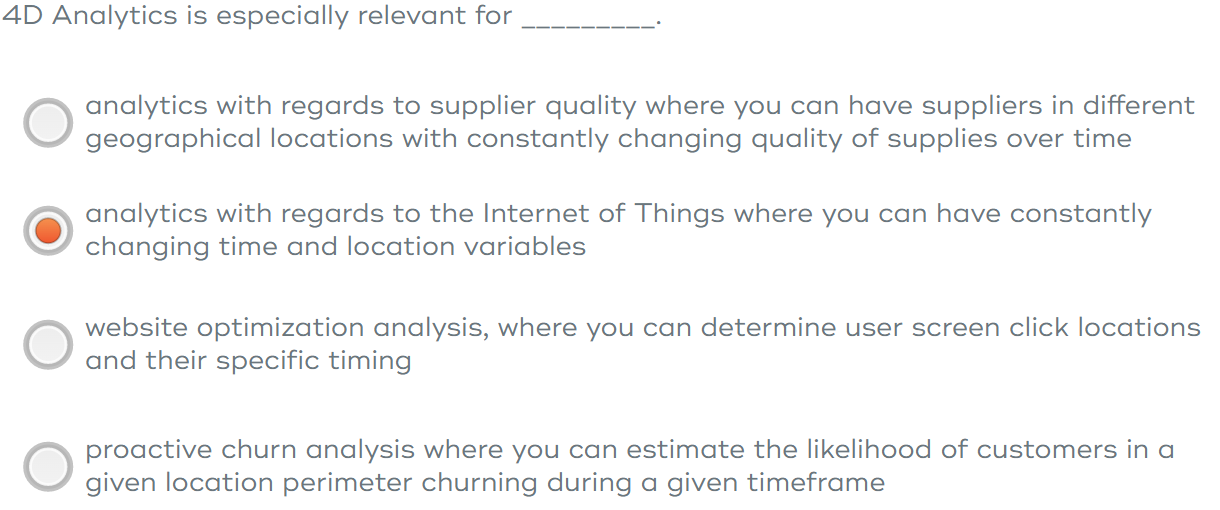 4D Analytics is especially relevant for _________.
analytics with regards to supplier quality where you can have suppliers in different
geographical locations with constantly changing quality of supplies over time
analytics with regards to the Internet of Things where you can have constantly
changing time and location variables
website optimization analysis, where you can determine user screen click locations
and their specific timing
proactive churn analysis where you can estimate the likelihood of customers in a
given location perimeter churning during a given timeframe